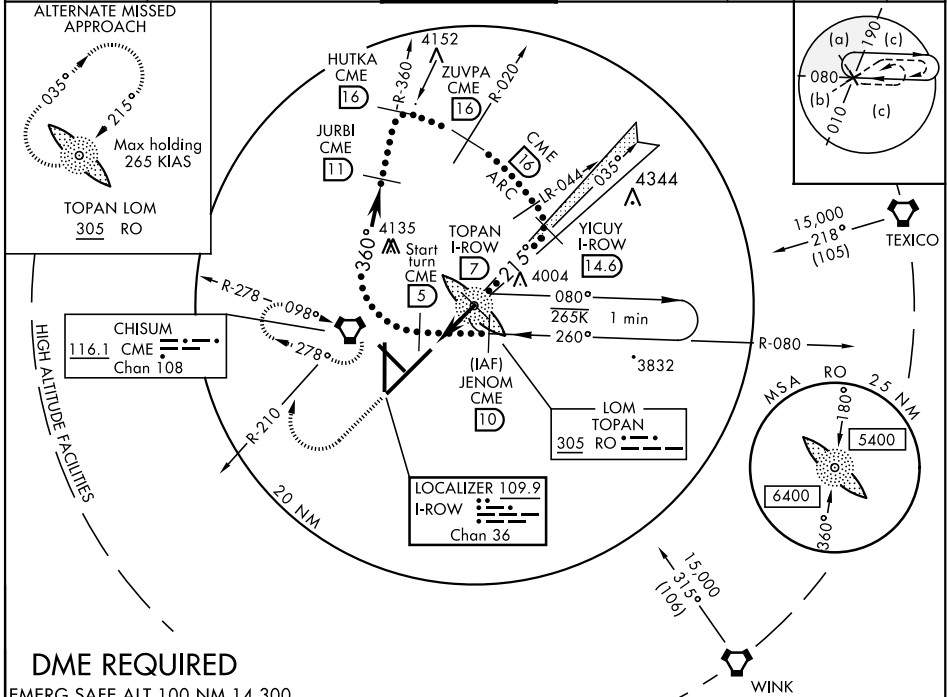 ALTERNATE MISSED
APPROACH
035°
215°
Max holding
265 KIAS
TOPAN LOM
305 RO
HUTKA
CME
16
R-360
4152
ZUVPA
CME
16
R-020
JURBI
CME
11
CME
16
ARC
LR-044
035°
4344
360°
4135
Start
turn
CME
5
TOPAN
I-ROW
7
215°
YICUY
I-ROW
14.6
4004
080°
265K
1 min
260°
R-080
3832
R-278
098°
278°
CHISUM
116.1 CME
Chan 108
(IAF)
JENOM
CME
10
LOM
TOPAN
305 RO
R-210
20 NM
LOCALIZER 109.9
I-ROW
Chan 36
HIGH ALTITUDE FACILITIES
(a)
190
(c)
080
(b)
010
(c)
15,000
218°
(105)
TEXICO
MSA RO 25 NM
180°
5400
6400
360°
15,000
315°
(106)
WINK
DME REQUIRED
EMERG SAFE ALT 100 NM 14,300